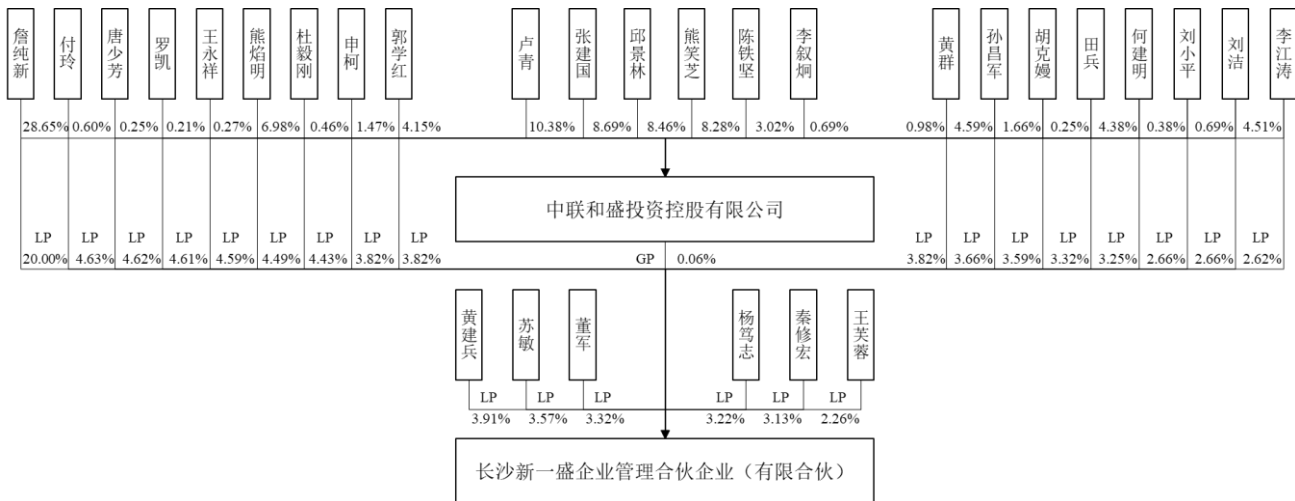 詹纯新
付玲
唐少芳
罗凯
王永祥
熊焰明
杜毅刚
申柯
郭学红
卢青
张建国
邱景林
熊笑芝
陈铁坚
李叙炯
黄群
孙昌军
胡克嫚
田兵
何建明
刘小平
刘洁
李江涛
28.65% 0.60% 0.25% 0.21% 0.27% 6.98% 0.46% 1.47% 4.15% 10.38% 8.69% 8.46% 8.28% 3.02% 0.69% 0.98% 4.59% 1.66% 0.25% 4.38% 0.38% 0.69% 4.51%
中联和盛投资控股有限公司
LP LP LP LP LP LP LP LP LP LP LP LP LP LP LP LP LP
20.00% 4.63% 4.62% 4.61% 4.59% 4.49% 4.43% 3.82% 3.82% GP 0.06% 3.82% 3.66% 3.59% 3.32% 3.25% 2.66% 2.66% 2.62%
黄建兵
苏敏
董军
杨笃志
秦修宏
王芙蓉
LP LP LP LP LP LP
3.91% 3.57% 3.32% 3.22% 3.13% 2.26%
长沙新一盛企业管理合伙企业（有限合伙）